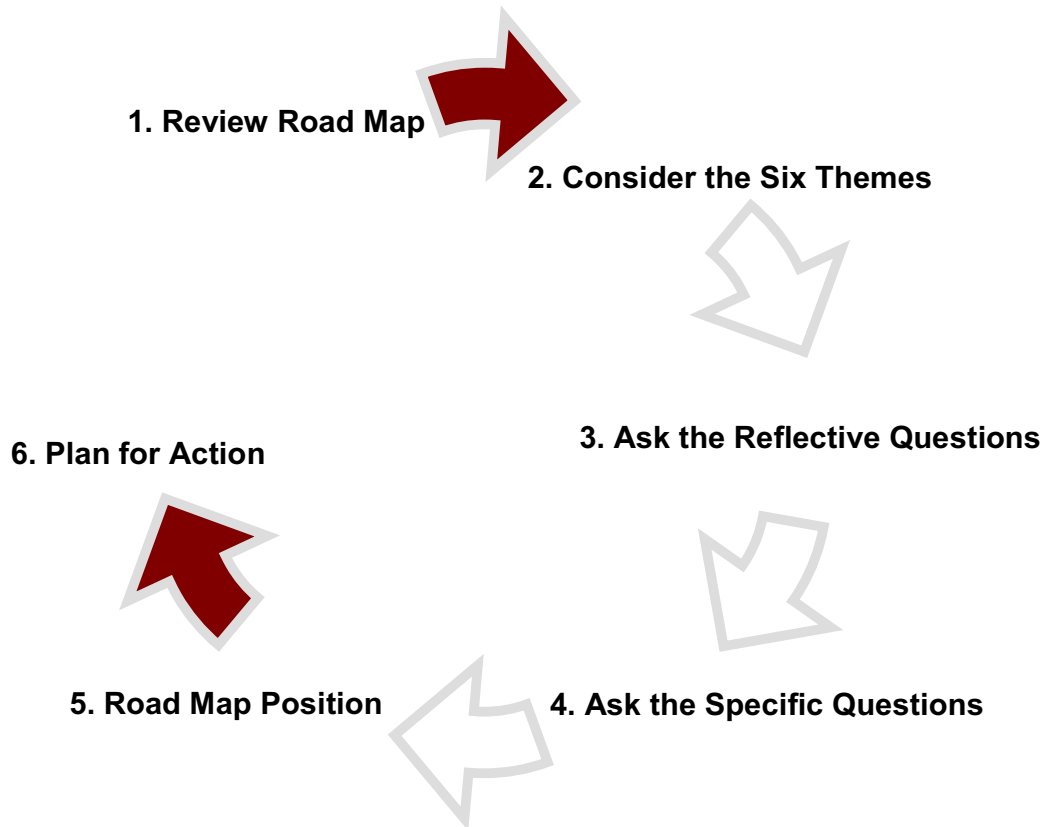 1. Review Road Map
2. Consider the Six Themes
3. Ask the Reflective Questions
4. Ask the Specific Questions
5. Road Map Position
6. Plan for Action